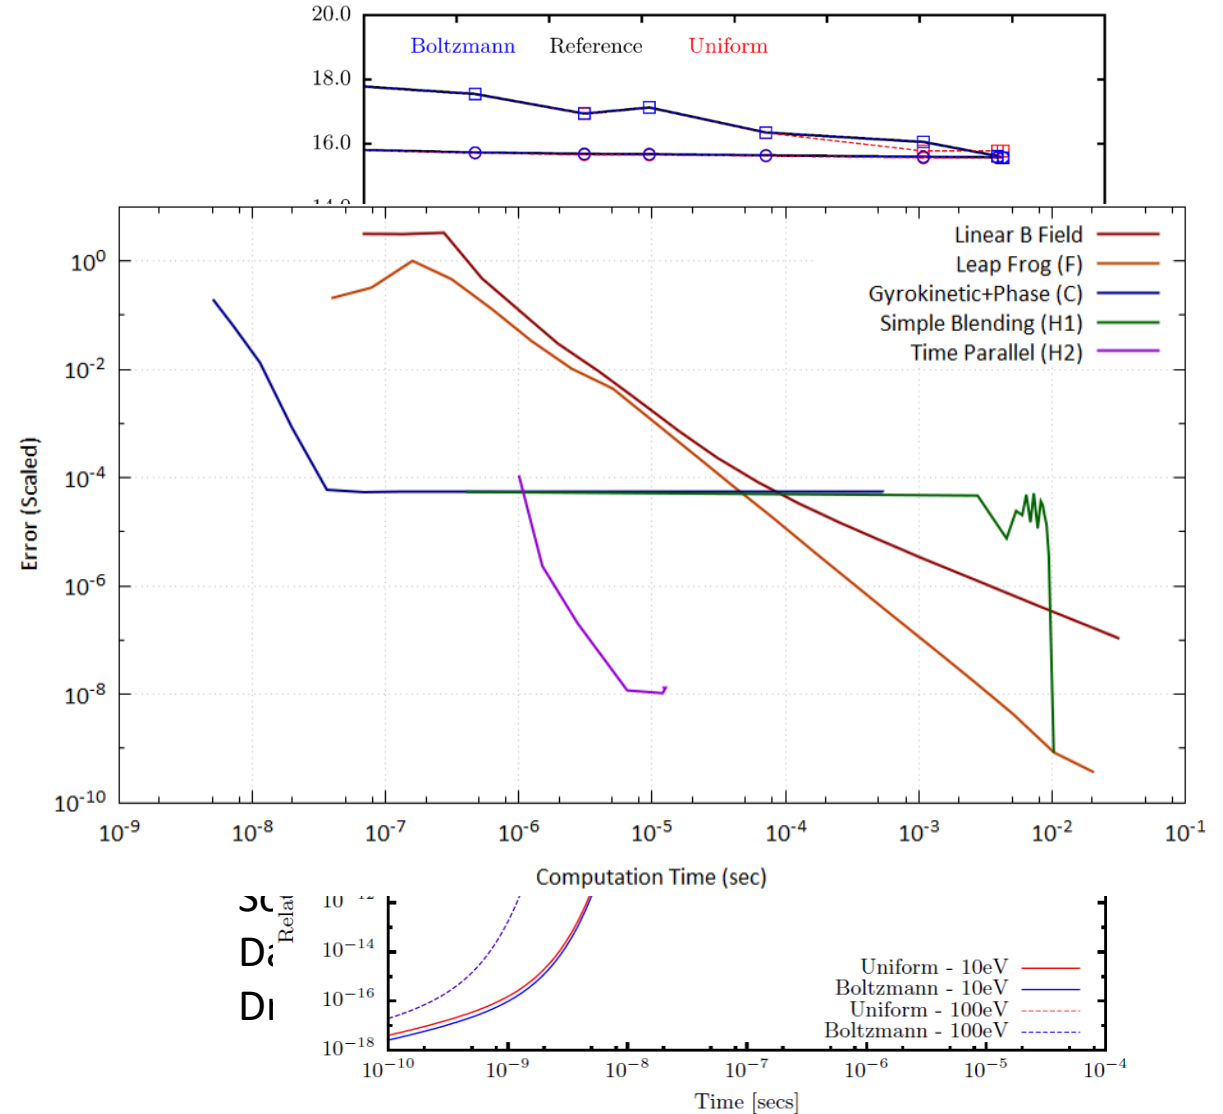 20.0
Boltzmann Reference Uniform
18.0
16.0
Linear B Field
Leap Frog (F)
Gyrokinetic+Phase (C)
Simple Blending (H1)
Time Parallel (H2)
10^0
10^-2
10^-4
10^-6
10^-8
10^-10
Error (Scaled)
10^-9 10^-8 10^-7 10^-6 10^-5 10^-4 10^-3 10^-2 10^-1
Computation Time (sec)
10^-14
10^-16
10^-18
Uniform - 10eV
Boltzmann - 10eV
Uniform - 100eV
Boltzmann - 100eV
10^-10 10^-9 10^-8 10^-7 10^-6 10^-5 10^-4
Time [secs]